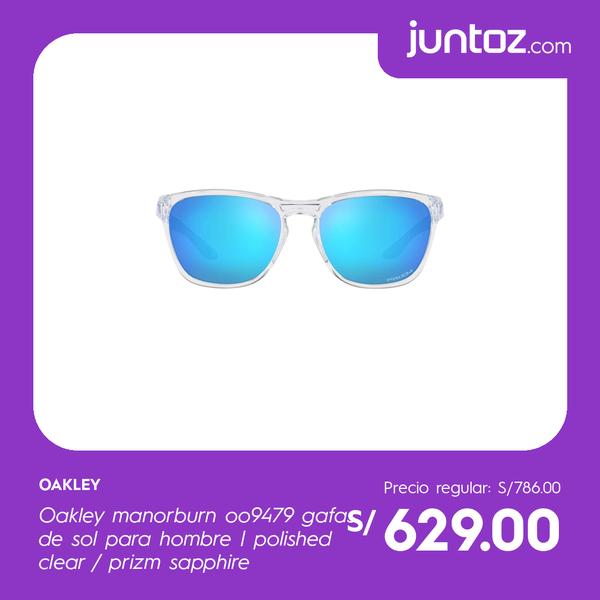 juntoz.com
OAKLEY
Oakley manorburn oo9479 gafas
de sol para hombre | polished
clear / prizm sapphire
Precio regular: S/786.00
S/ 629.00